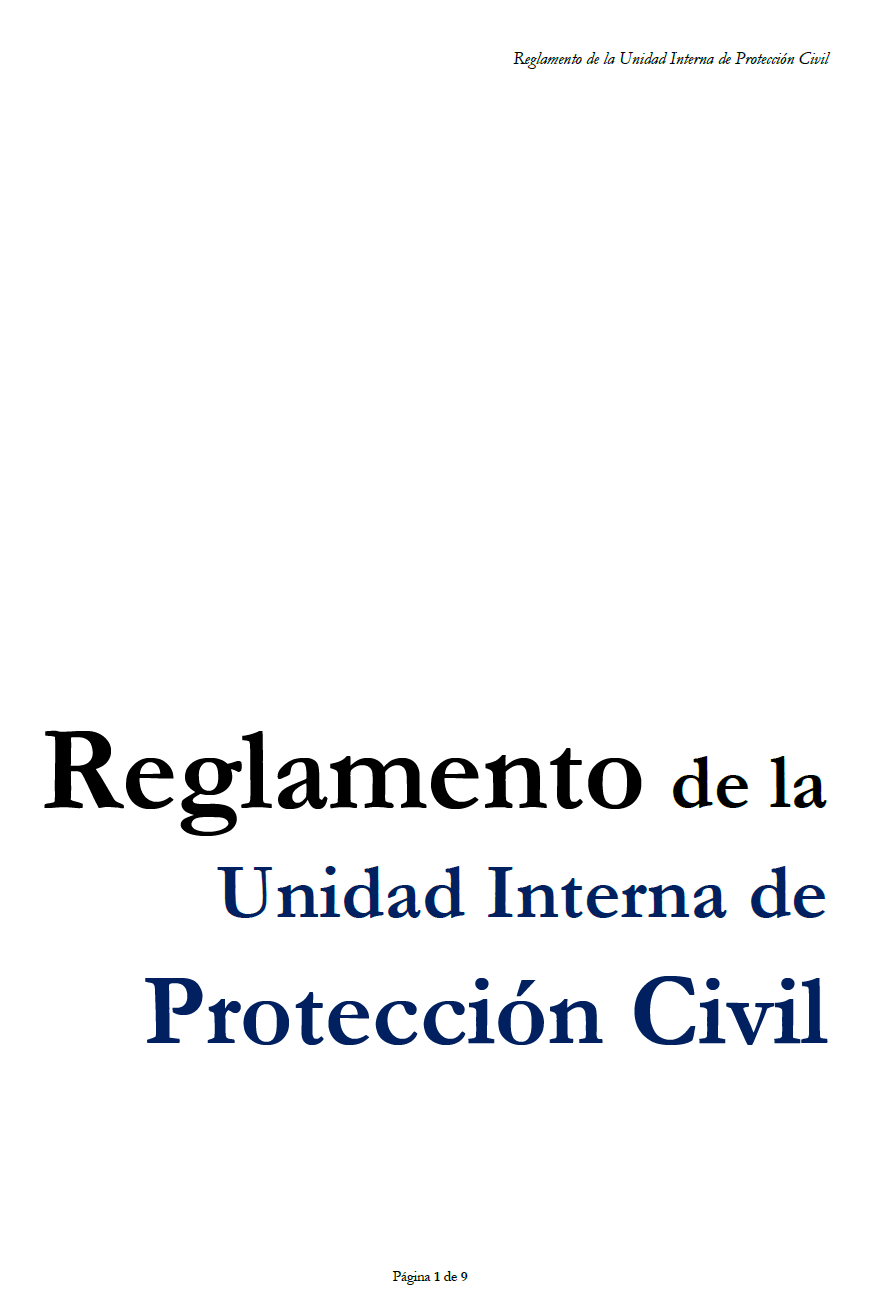 Reglamento de la Unidad Interna de Protección Civil
Reglamento de la
Unidad Interna de
Protección Civil
Página 1 de 9